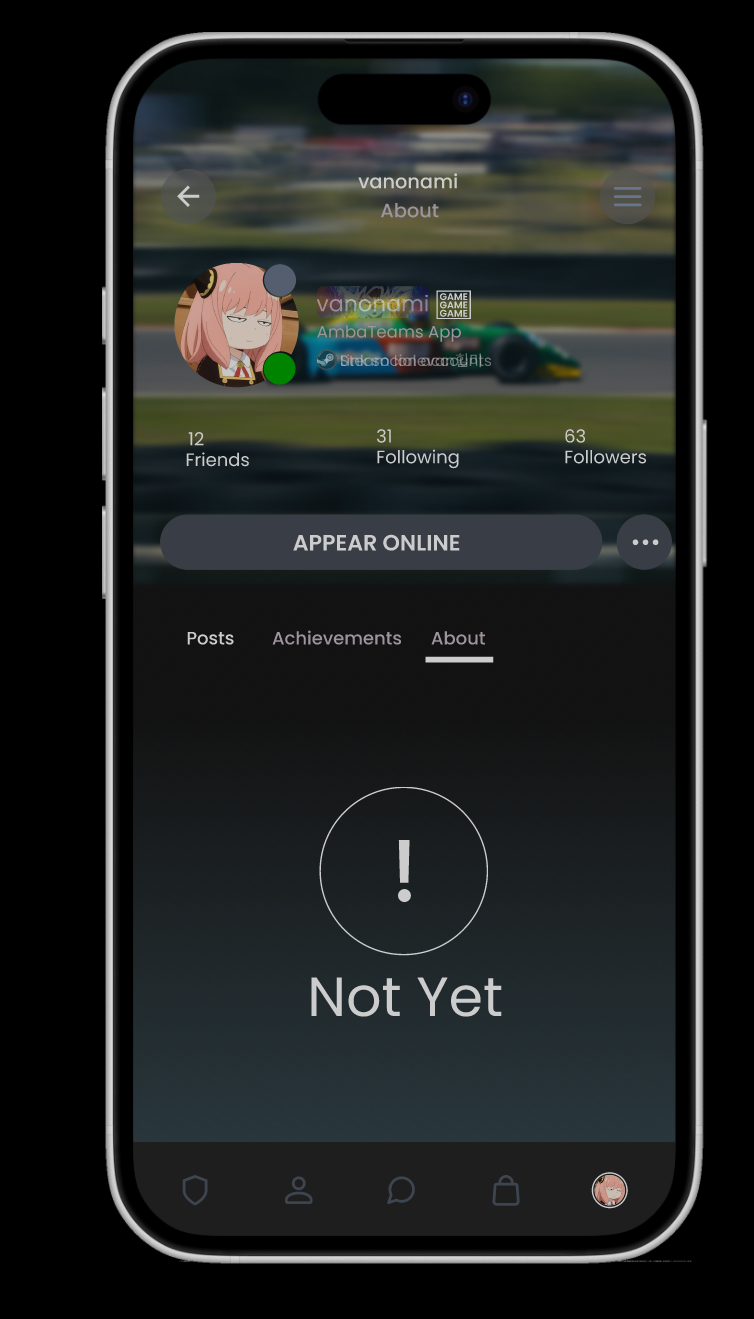 vanonami
About
vanonami
GAME
GAME
GAME
AmbaTeams App
12
Friends
31
Following
63
Followers
APPEAR ONLINE
Posts
Achievements
About
!
Not Yet